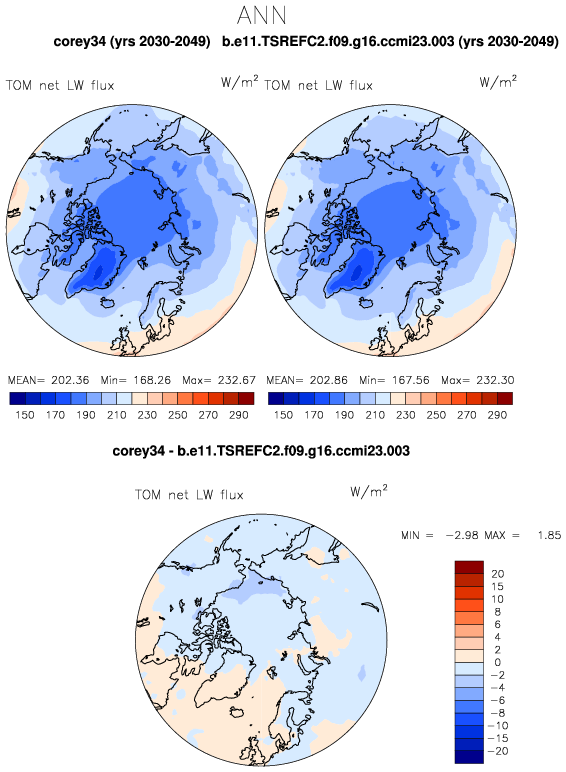 ANN
corey34 (yrs 2030-2049) b.e11.TSREFC2.f09.g16.ccmi23.003 (yrs 2030-2049)
TOM net LW flux W/m² TOM net LW flux W/m²
MEAN= 202.36 Min= 168.26 Max= 232.67 MEAN= 202.86 Min= 167.56 Max= 232.30
150 170 190 210 230 250 270 290 150 170 190 210 230 250 270 290
corey34 - b.e11.TSREFC2.f09.g16.ccmi23.003
TOM net LW flux W/m²
MIN = -2.98 MAX = 1.85
20
15
10
8
6
4
2
0
-2
-4
-6
-8
-10
-15
-20